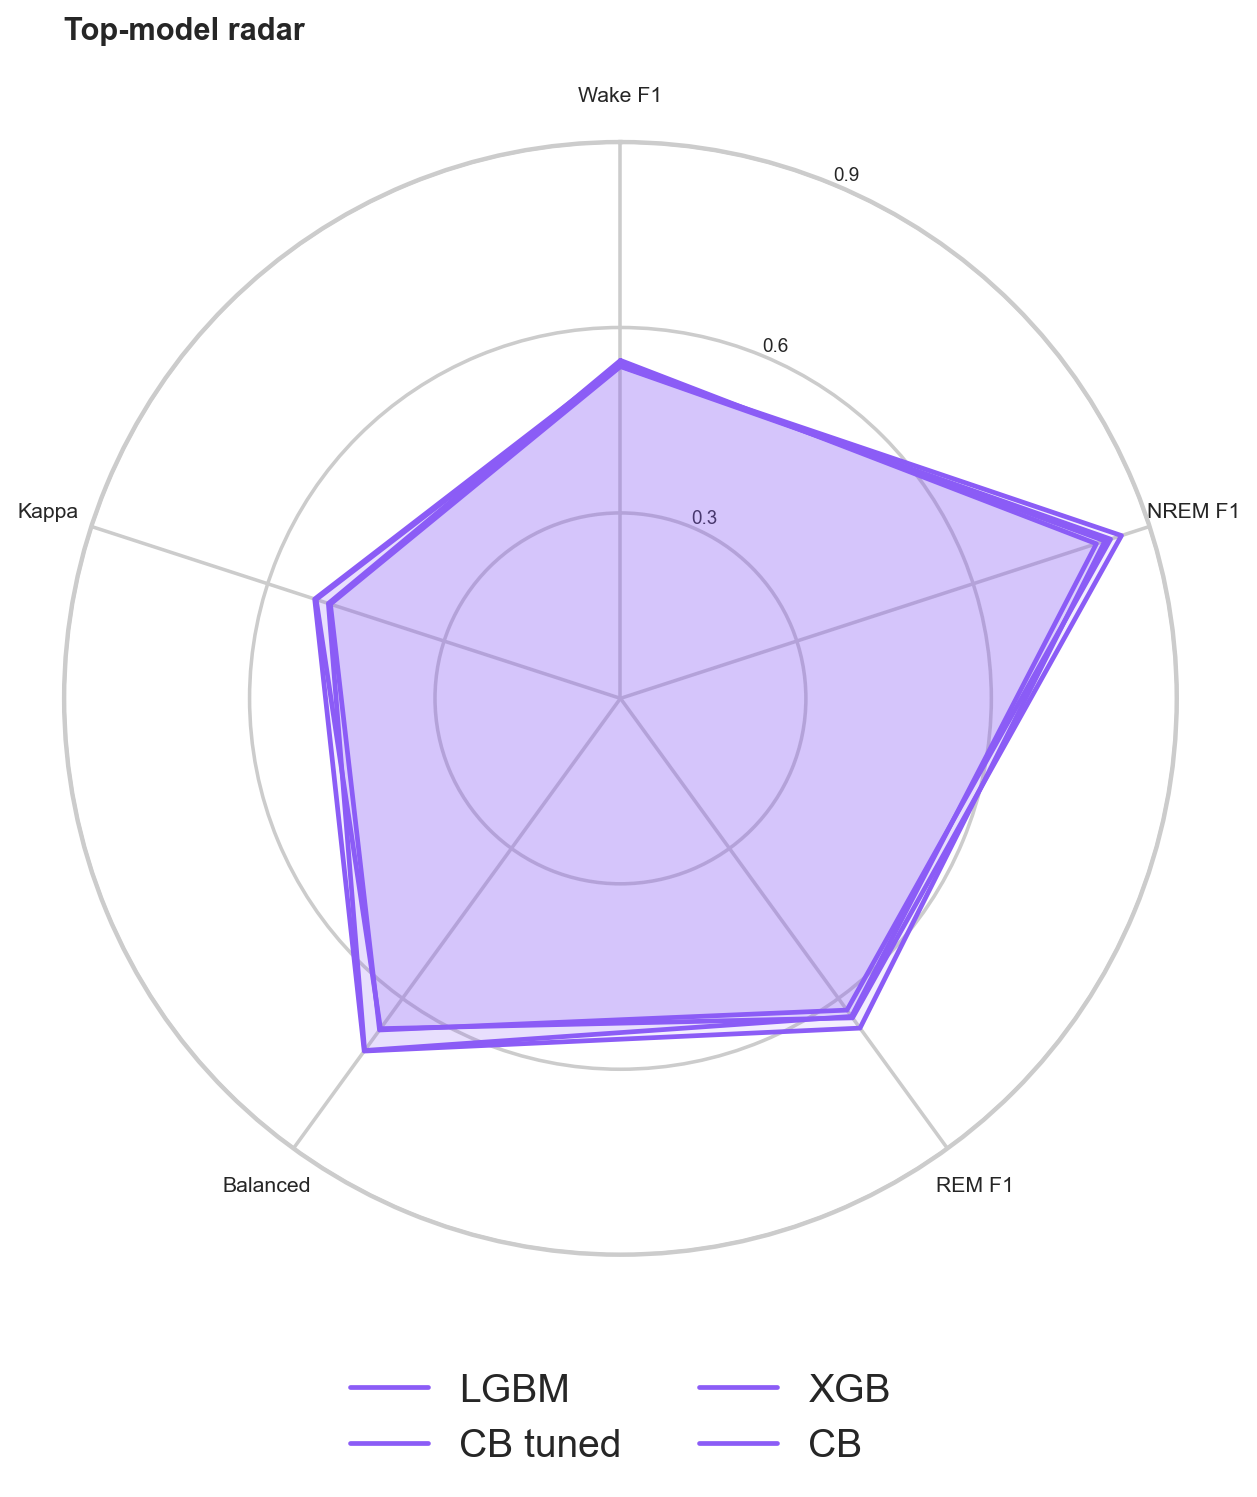 Top-model radar
Wake F1
0.9
0.6
Kappa
0.3
NREM F1
Balanced
REM F1
LGBM
XGB
CB tuned
CB